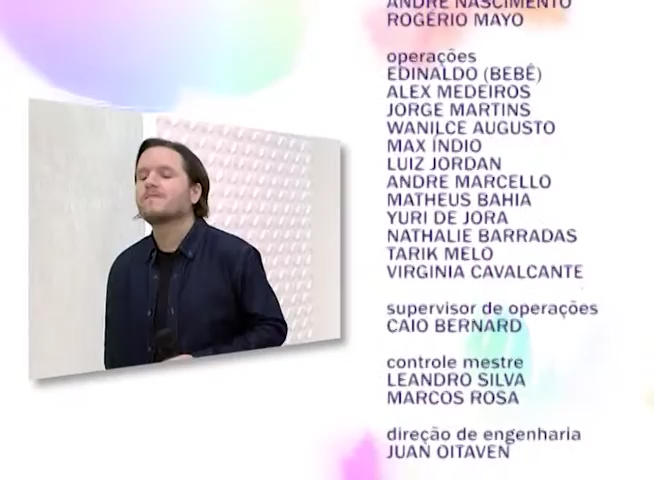 ANDRÉ NASCIMENTO
ROGÉRIO MAYO
operações
EDINALDO (BEBÊ)
ALEX MEDEIROS
JORGE MARTINS
WANILCE AUGUSTO
MAX ÍNDIO
LUIZ JORDAN
ANDRE MARCELLO
MATHEUS BAHIA
YURI DE JORA
NATHALIE BARRADAS
TARIK MELO
VIRGINIA CAVALCANTE
supervisor de operações
CAIO BERNARD
controle mestre
LEANDRO SILVA
MARCOS ROSA
direção de engenharia
JUAN OITAVEN